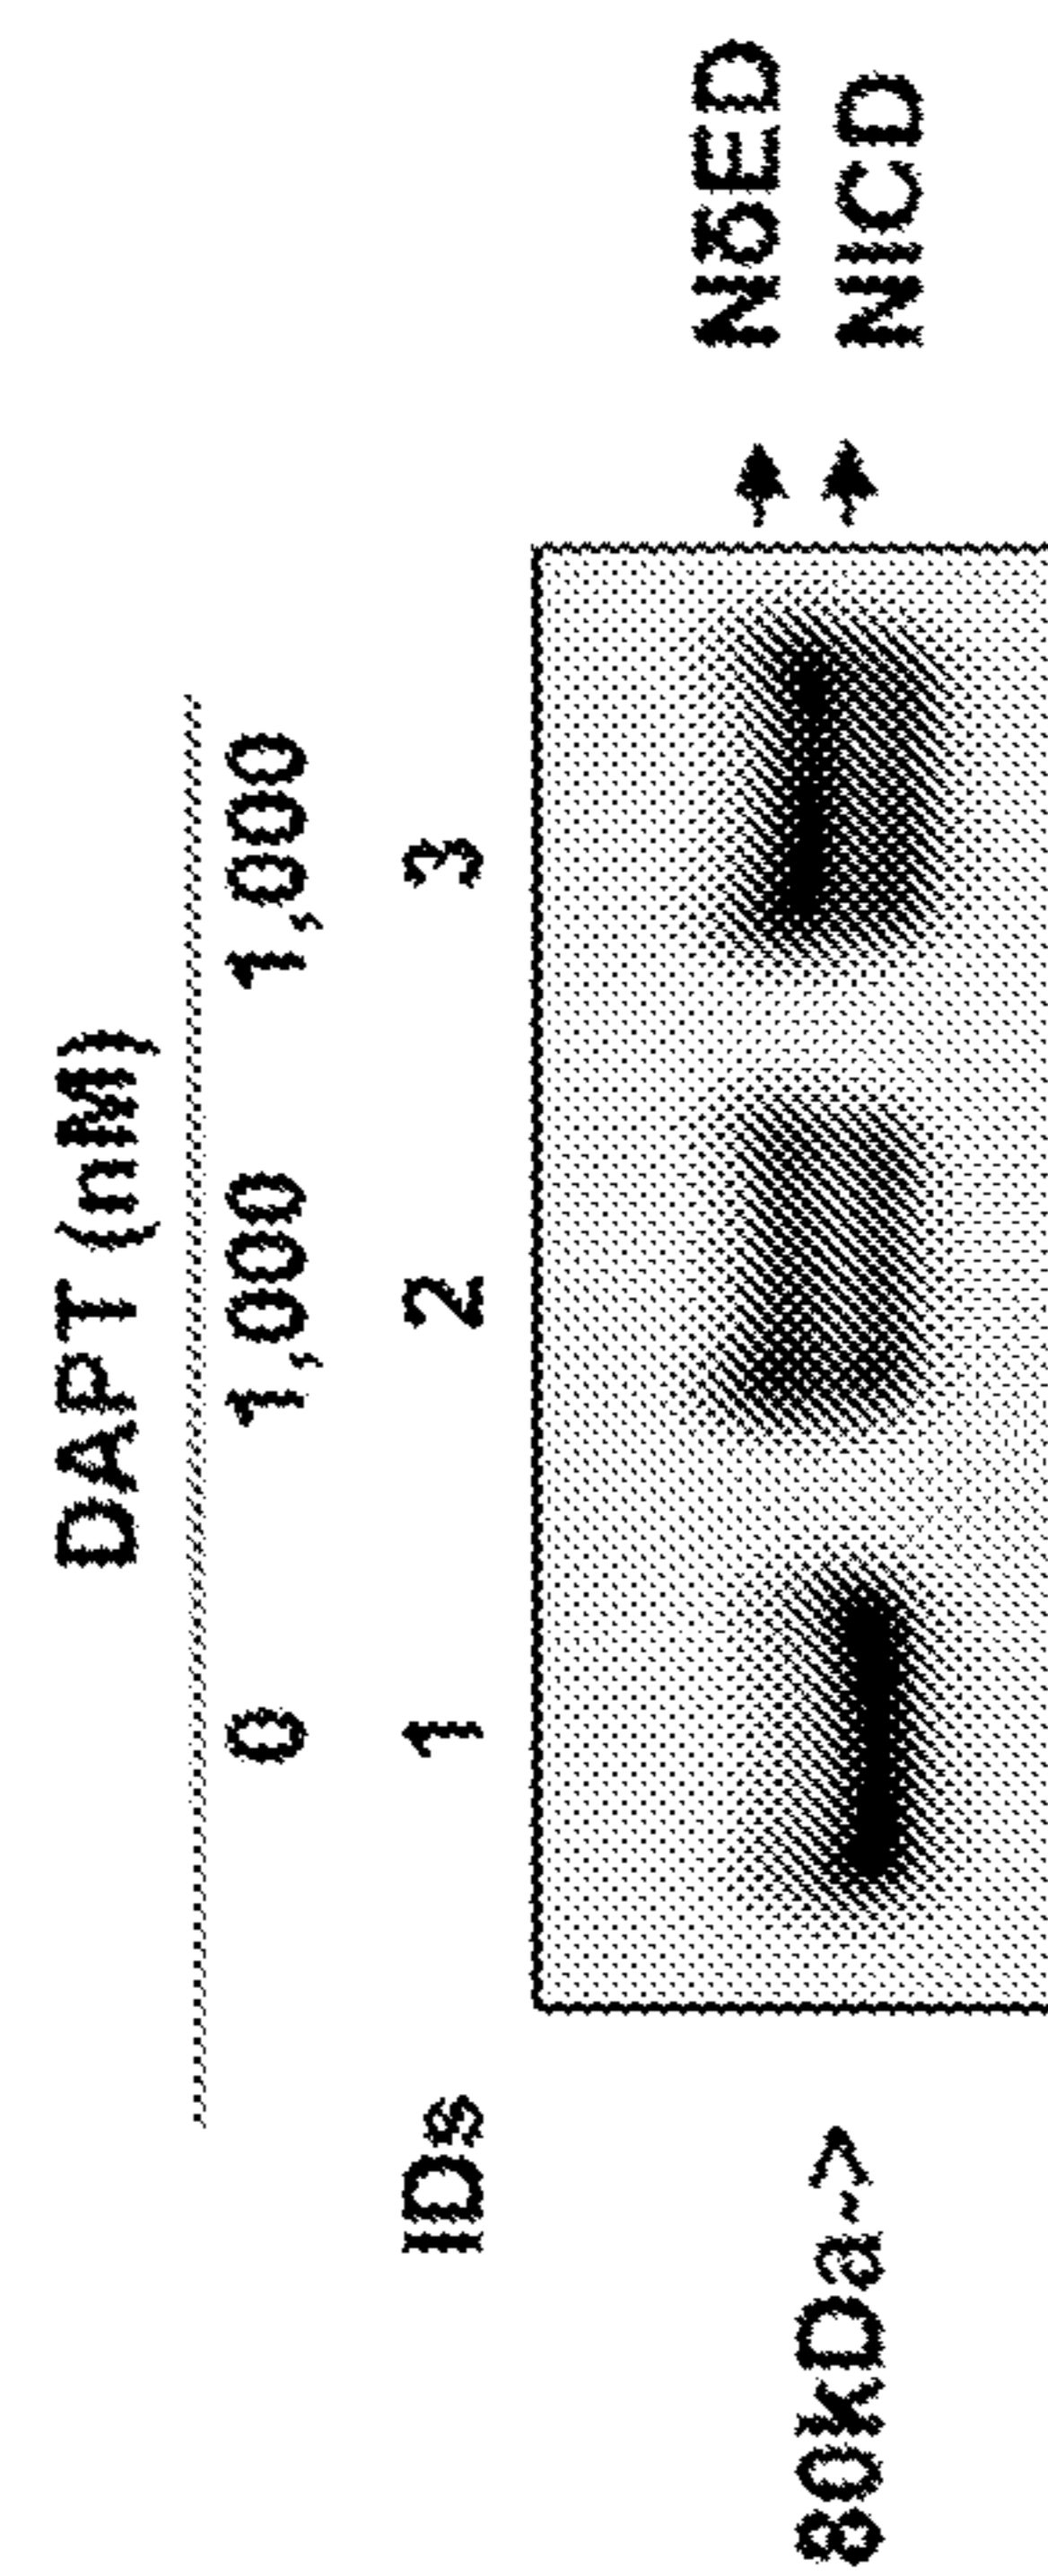 DAPT (nM)
0 1,000 1,000
IDs 1 2 3
80KDa~>
NδED
NICD